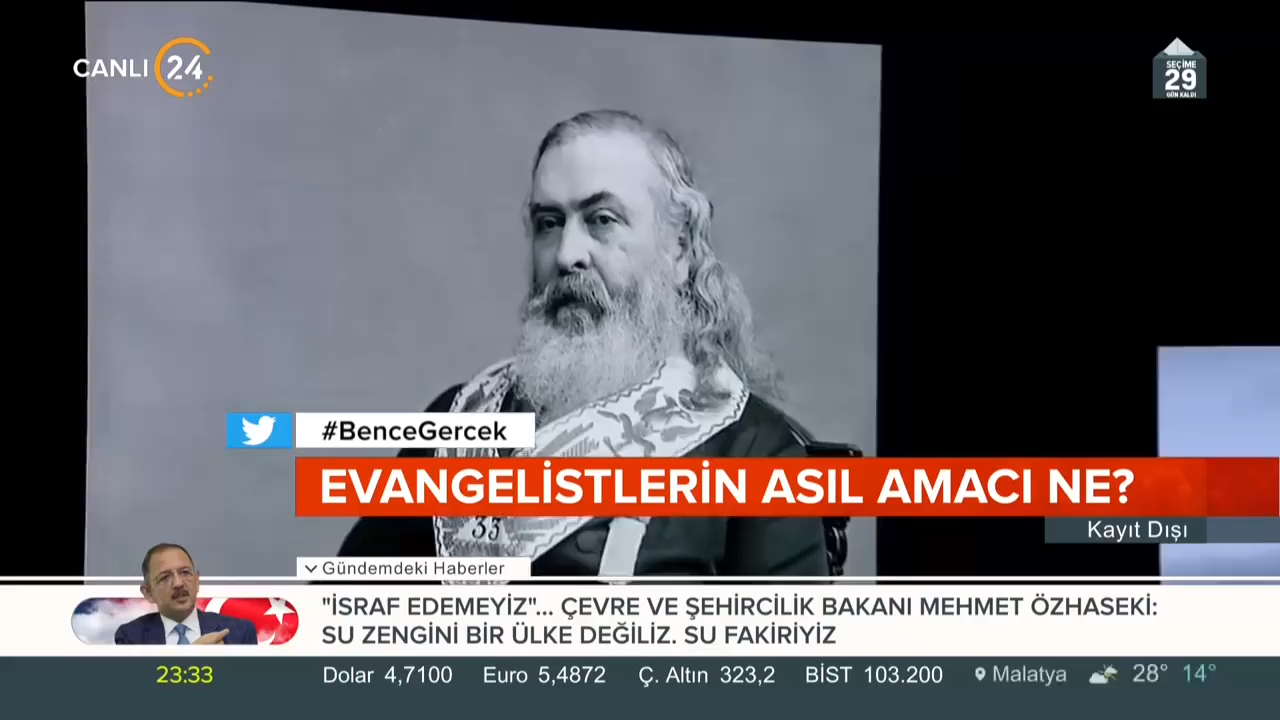 CANLI 24
SEÇİME
29
GÜN KALDI
#BenceGercek
EVANGELİSTLERİN ASIL AMACI NE?
33
Kayıt Dışı
Gündemdeki Haberler
"İSRAF EDEMEYİZ"... ÇEVRE VE ŞEHİRCİLİK BAKANI MEHMET ÖZHASEKİ:
SU ZENGİNİ BİR ÜLKE DEĞİLİZ. SU FAKİRİYİZ
23:33 Dolar 4,7100 Euro 5,4872 Ç. Altın 323,2 BİST 103.200 Malatya 28° 14°